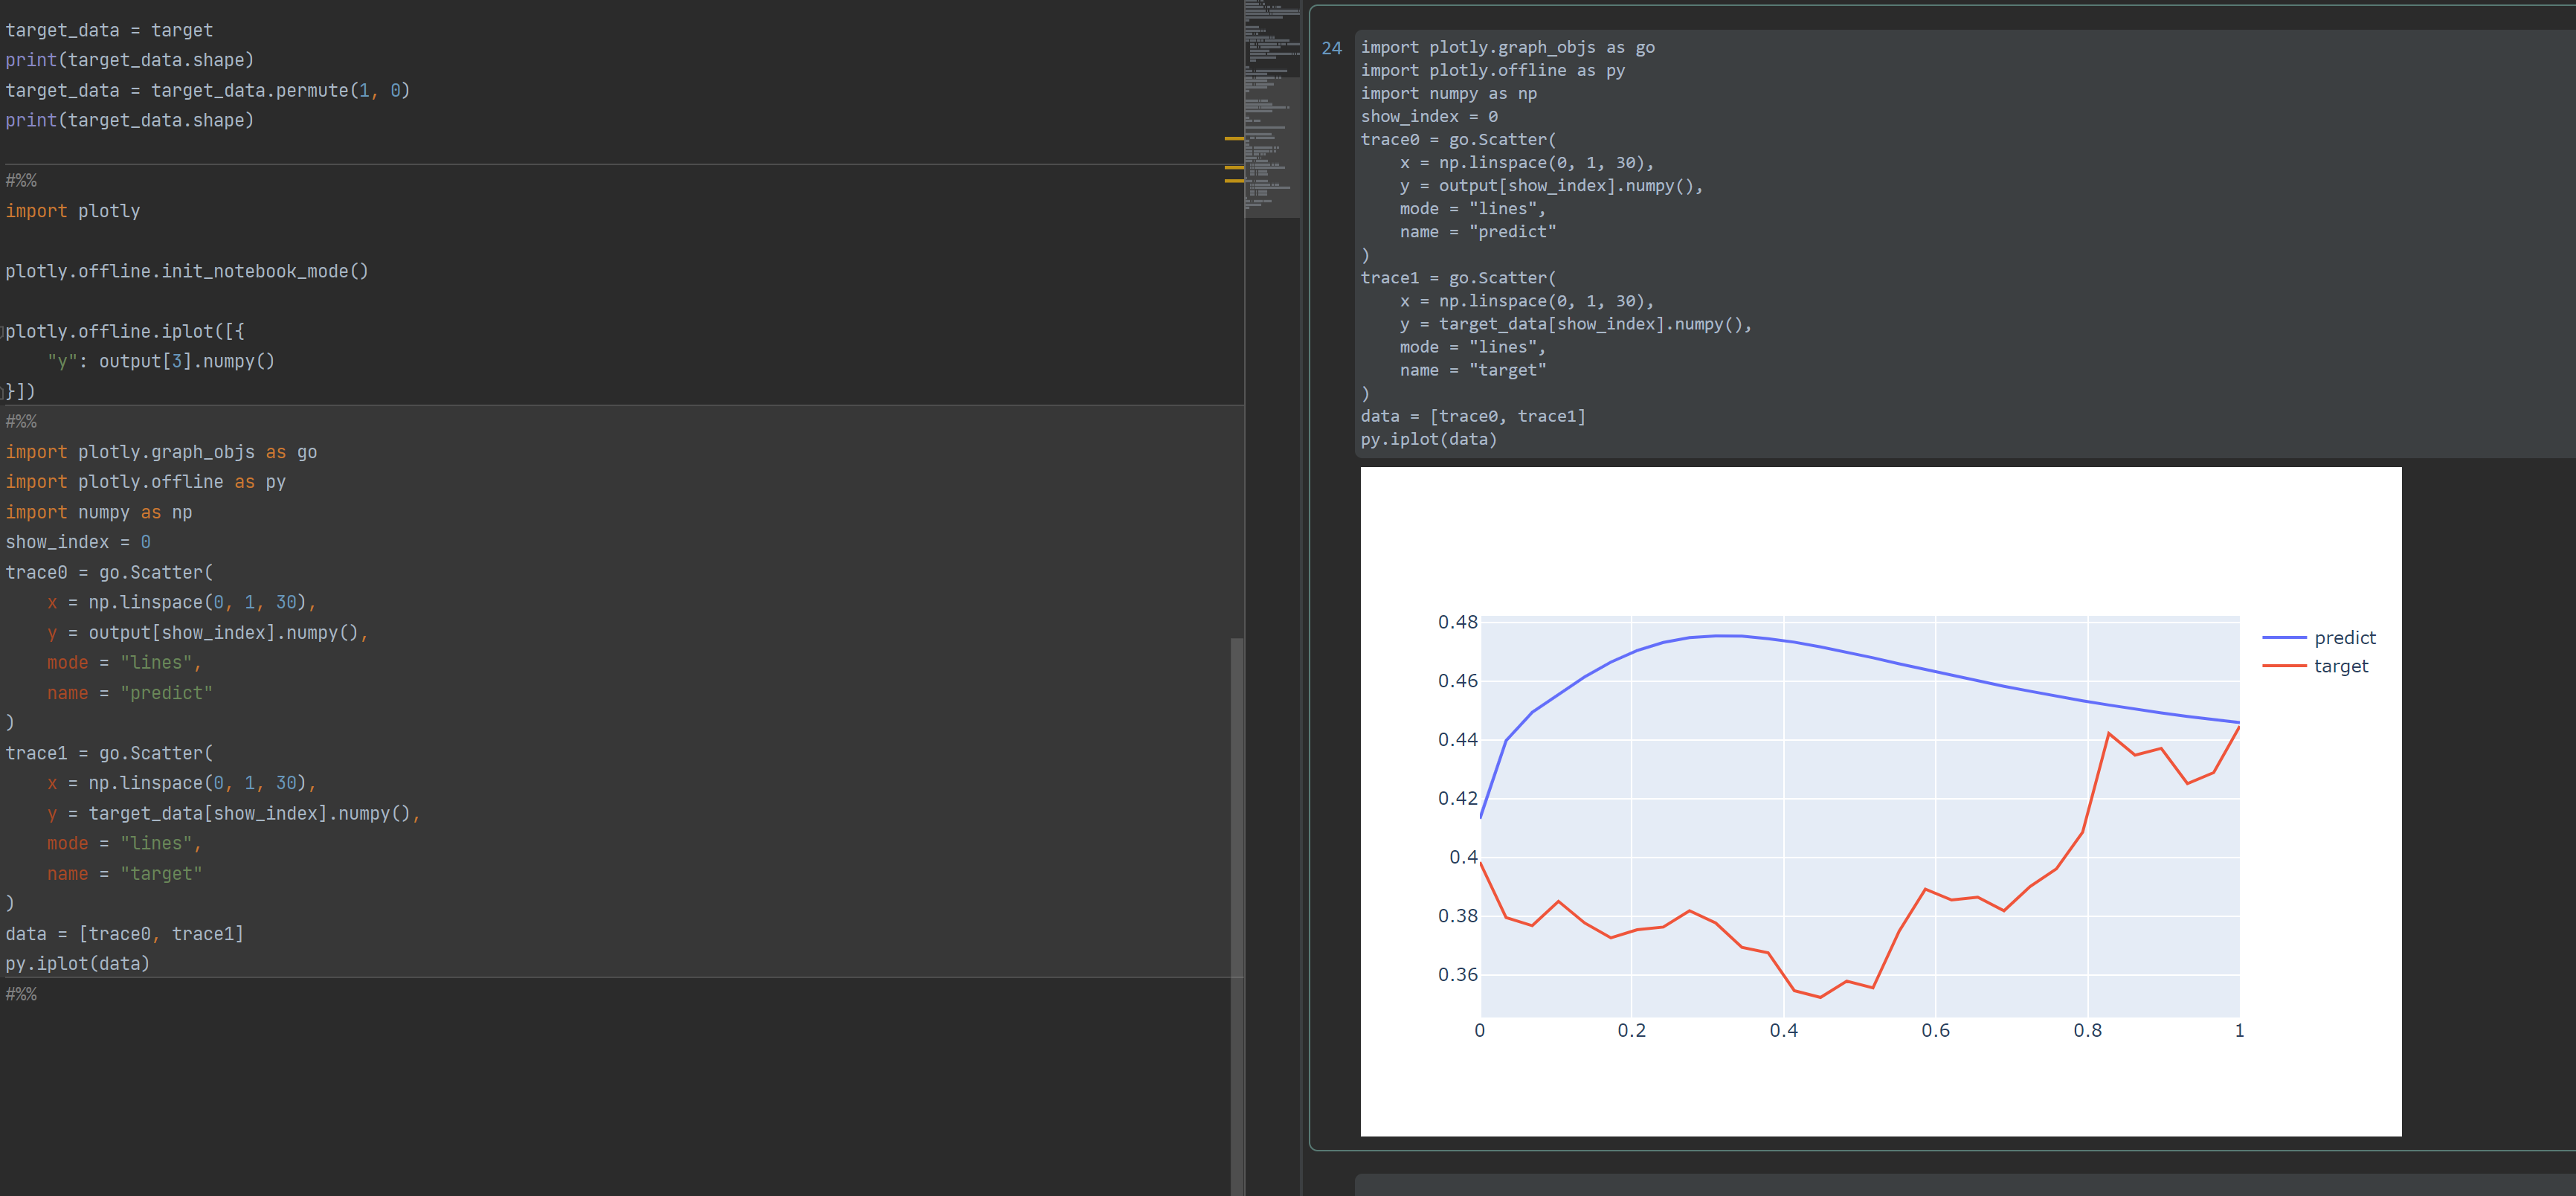 target_data = target
print(target_data.shape)
target_data = target_data.permute(1, 0)
print(target_data.shape)
#%%
import plotly
plotly.offline.init_notebook_mode()
plotly.offline.iplot([{
    "y": output[3].numpy()
}])
#%%
import plotly.graph_objs as go
import plotly.offline as py
import numpy as np
show_index = 0
trace0 = go.Scatter(
    x = np.linspace(0, 1, 30),
    y = output[show_index].numpy(),
    mode = "lines",
    name = "predict"
)
trace1 = go.Scatter(
    x = np.linspace(0, 1, 30),
    y = target_data[show_index].numpy(),
    mode = "lines",
    name = "target"
)
data = [trace0, trace1]
py.iplot(data)
#%%
24
import plotly.graph_objs as go
import plotly.offline as py
import numpy as np
show_index = 0
trace0 = go.Scatter(
    x = np.linspace(0, 1, 30),
    y = output[show_index].numpy(),
    mode = "lines",
    name = "predict"
)
trace1 = go.Scatter(
    x = np.linspace(0, 1, 30),
    y = target_data[show_index].numpy(),
    mode = "lines",
    name = "target"
)
data = [trace0, trace1]
py.iplot(data)
0.48
0.46
0.44
0.42
0.4
0.38
0.36
0 0.2 0.4 0.6 0.8 1
predict
target